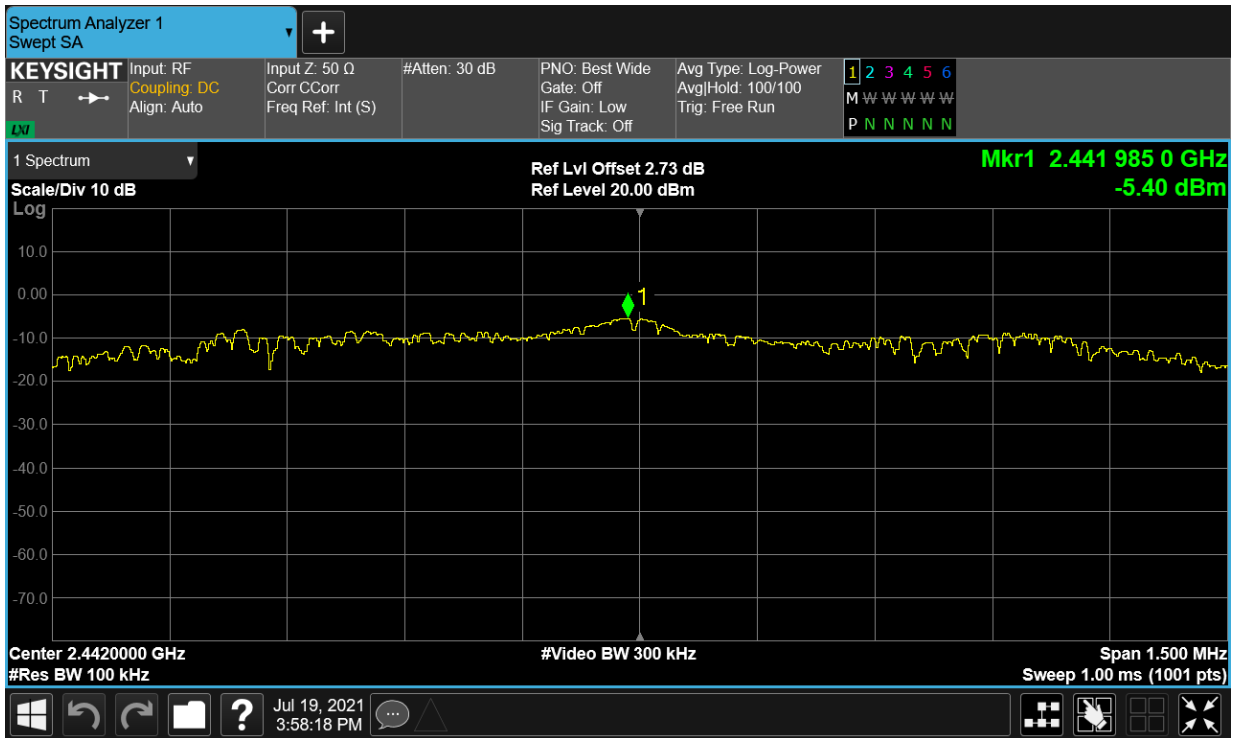 Spectrum Analyzer 1
Swept SA
KEYSIGHT
R T
LXI
Input: RF
Coupling: DC
Align: Auto
Input Z: 50 Ω
Corr CCorr
Freq Ref: Int (S)
#Atten: 30 dB
PNO: Best Wide
Gate: Off
IF Gain: Low
Sig Track: Off
Avg Type: Log-Power
Avg|Hold: 100/100
Trig: Free Run
1 2 3 4 5 6
M W W W W W
P N N N N N
1 Spectrum
Scale/Div 10 dB
Log
Ref Lvl Offset 2.73 dB
Ref Level 20.00 dBm
Mkr1 2.441 985 0 GHz
-5.40 dBm
10.0
0.00
1
-10.0
-20.0
-30.0
-40.0
-50.0
-60.0
-70.0
Center 2.4420000 GHz
#Video BW 300 kHz
Span 1.500 MHz
#Res BW 100 kHz
Sweep 1.00 ms (1001 pts)
?
Jul 19, 2021
3:58:18 PM